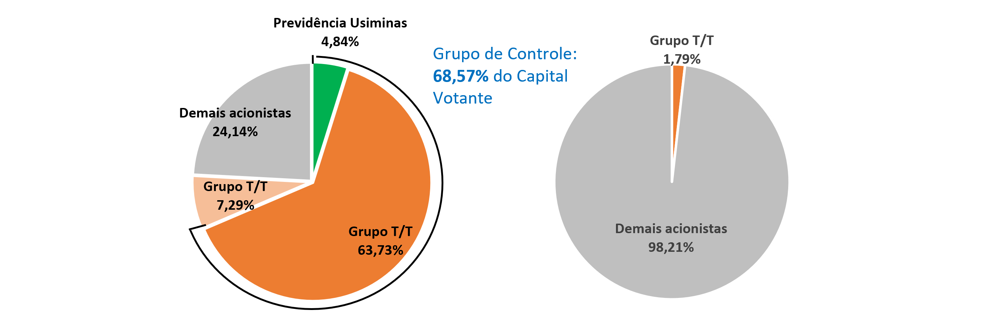 Previdência Usiminas
4,84%
Grupo de Controle:
68,57% do Capital
Votante
Demais acionistas
24,14%
Grupo T/T
7,29%
Grupo T/T
63,73%
Grupo T/T
1,79%
Demais acionistas
98,21%